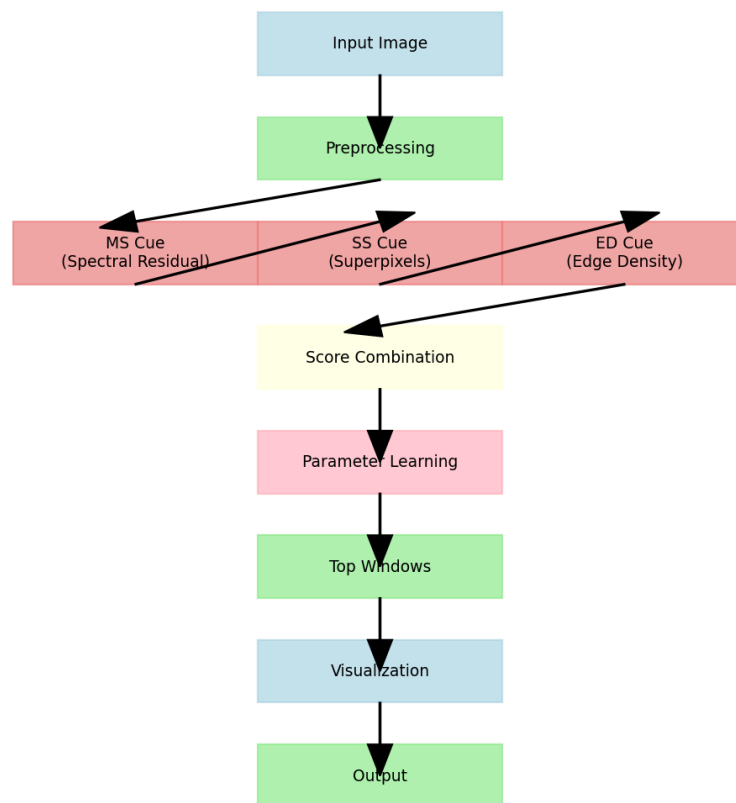 Input Image
Preprocessing
MS Cue
(Spectral Residual)
SS Cue
(Superpixels)
ED Cue
(Edge Density)
Score Combination
Parameter Learning
Top Windows
Visualization
Output